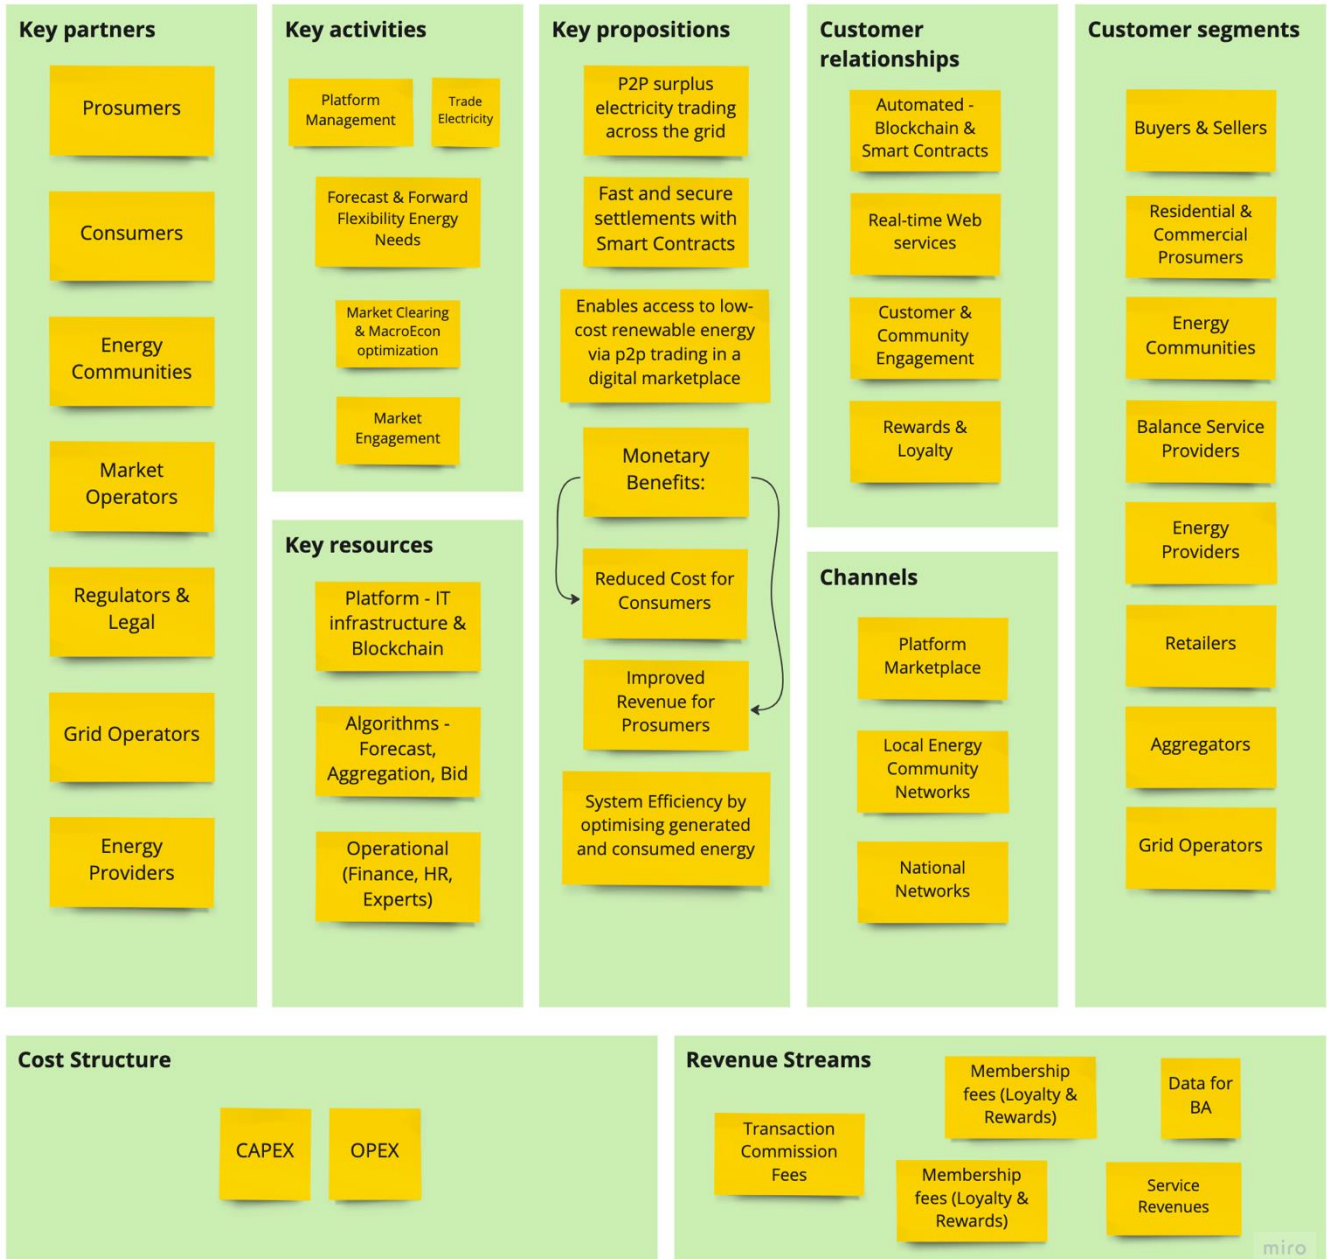 Key partners
Prosumers
Consumers
Energy
Communities
Market
Operators
Regulators &
Legal
Grid Operators
Energy
Providers
Key activities
Platform
Management
Trade
Electricity
Forecast & Forward
Flexibility Energy
Needs
Market Clearing
& MacroEcon
optimization
Market
Engagement
Key resources
Platform - IT
infrastructure &
Blockchain
Algorithms -
Forecast,
Aggregation, Bid
Operational
(Finance, HR,
Experts)
Key propositions
P2P surplus
electricity trading
across the grid
Fast and secure
settlements with
Smart Contracts
Enables access to low-
cost renewable energy
via p2p trading in a
digital marketplace
Monetary
Benefits:
Reduced Cost for
Consumers
Improved
Revenue for
Prosumers
System Efficiency by
optimising generated
and consumed energy
Customer
relationships
Automated -
Blockchain &
Smart Contracts
Real-time Web
services
Customer &
Community
Engagement
Rewards &
Loyalty
Channels
Platform
Marketplace
Local Energy
Community
Networks
National
Networks
Customer segments
Buyers & Sellers
Residential &
Commercial
Prosumers
Energy
Communities
Balance Service
Providers
Energy
Providers
Retailers
Aggregators
Grid Operators
Cost Structure
CAPEX
OPEX
Revenue Streams
Transaction
Commission
Fees
Membership
fees (Loyalty &
Rewards)
Data for
BA
Membership
fees (Loyalty &
Rewards)
Service
Revenues
miro